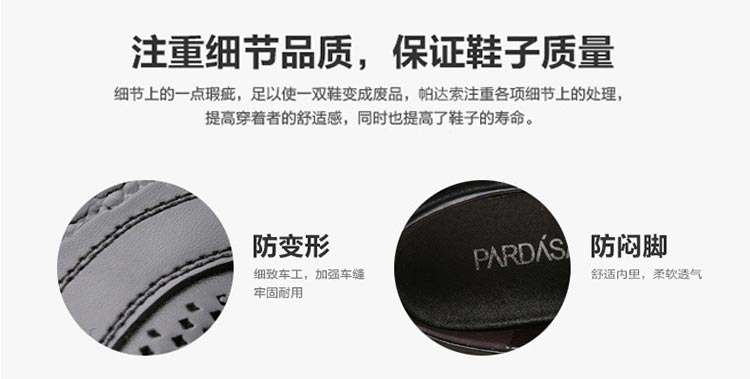 注重细节品质，保证鞋子质量
细节上的一点瑕疵，足以使一双鞋变成废品，帕达索注重各项细节上的处理，
提高穿着者的舒适感，同时也提高了鞋子的寿命。
防变形
细致车工，加强车缝
牢固耐用
PARDÁSA
防闷脚
舒适内里，柔软透气